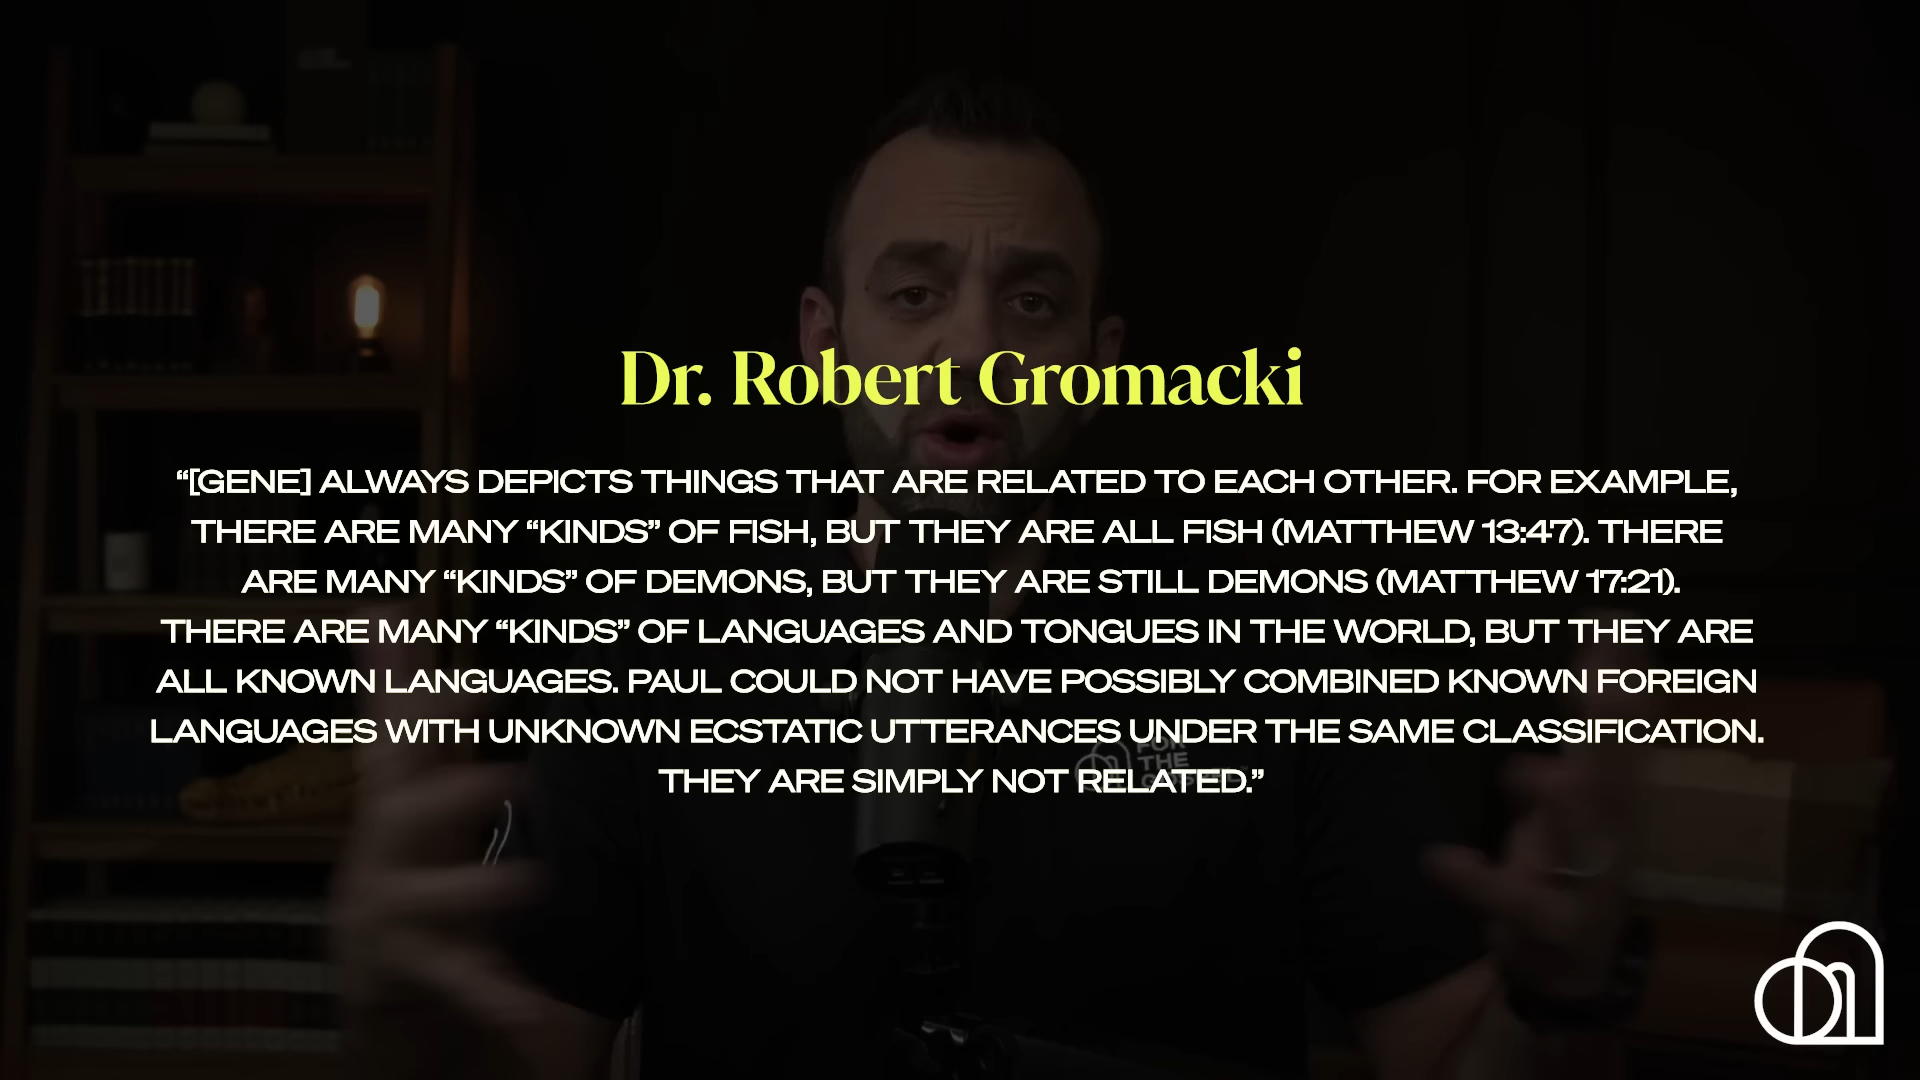 Dr. Robert Gromacki
“[GENE] ALWAYS DEPICTS THINGS THAT ARE RELATED TO EACH OTHER. FOR EXAMPLE,
THERE ARE MANY “KINDS” OF FISH, BUT THEY ARE ALL FISH (MATTHEW 13:47). THERE
ARE MANY “KINDS” OF DEMONS, BUT THEY ARE STILL DEMONS (MATTHEW 17:21).
THERE ARE MANY “KINDS” OF LANGUAGES AND TONGUES IN THE WORLD, BUT THEY ARE
ALL KNOWN LANGUAGES. PAUL COULD NOT HAVE POSSIBLY COMBINED KNOWN FOREIGN
LANGUAGES WITH UNKNOWN ECSTATIC UTTERANCES UNDER THE SAME CLASSIFICATION.
THEY ARE SIMPLY NOT RELATED.”
FOR
THE
GOSPEL